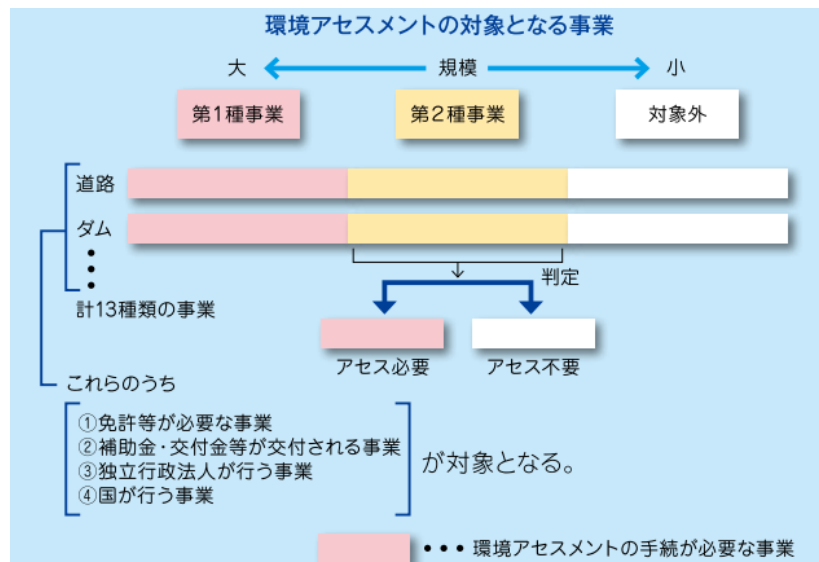 環境アセスメントの対象となる事業
大 規模 小
第1種事業 第2種事業 対象外
道路
ダム
判定
計13種類の事業
アセス必要 アセス不要
これらのうち
①免許等が必要な事業
②補助金・交付金等が交付される事業
③独立行政法人が行う事業
④国が行う事業
が対象となる。
•••環境アセスメントの手続が必要な事業